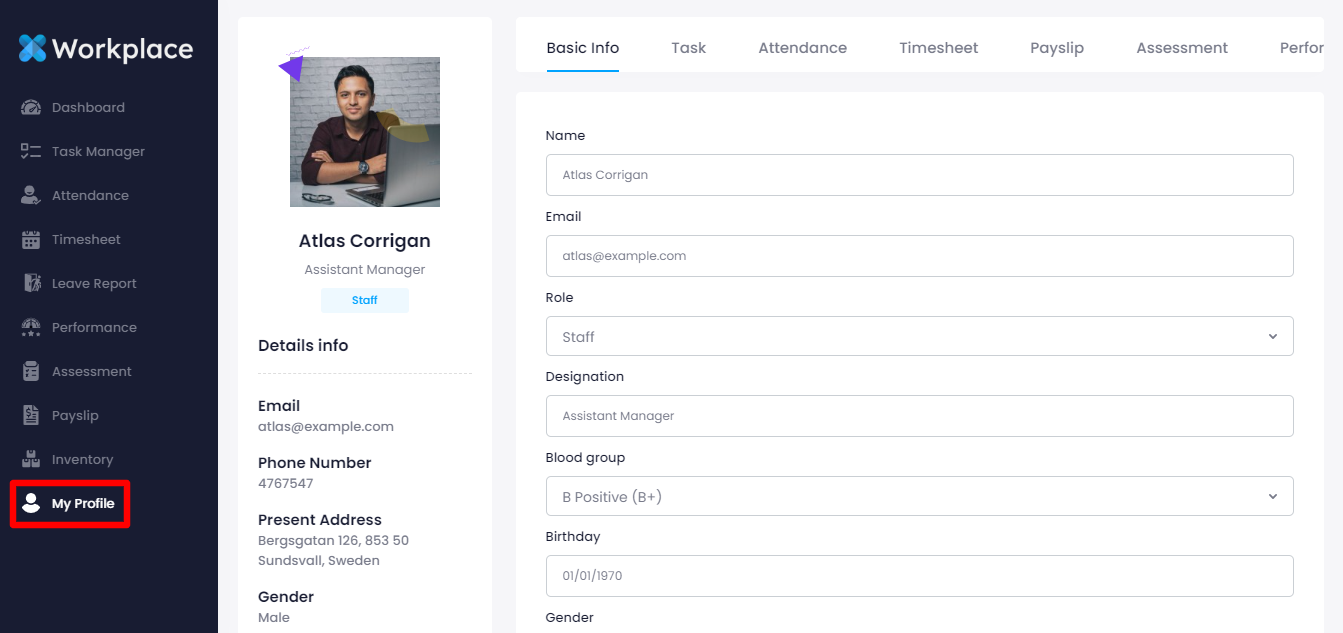 Workplace
Dashboard
Task Manager
Attendance
Timesheet
Leave Report
Performance
Assessment
Payslip
Inventory
My Profile
Atlas Corrigan
Assistant Manager
Staff
Details info
Email
atlas@example.com
Phone Number
4767547
Present Address
Bergsgatan 126, 853 50
Sundsvall, Sweden
Gender
Male
Basic Info Task Attendance Timesheet Payslip Assessment Perfor
Name
Atlas Corrigan
Email
atlas@example.com
Role
Staff
Designation
Assistant Manager
Blood group
B Positive (B+)
Birthday
01/01/1970
Gender